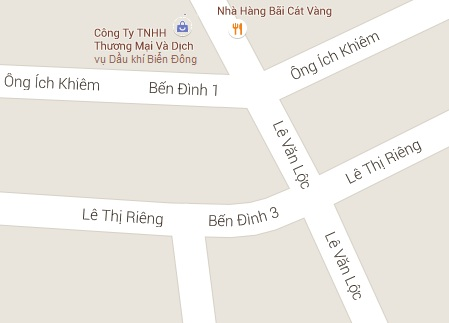 Nhà Hàng Bãi Cát Vàng
Công Ty TNHH
Thương Mại Và Dịch
vụ Dầu khí Biển Đông
Ông Ích Khiêm
Ông Ích Khiêm
Bến Đình 1
Lê Văn Lộc
Lê Thị Riêng
Lê Thị Riêng
Bến Đình 3
Lê Văn Lộc